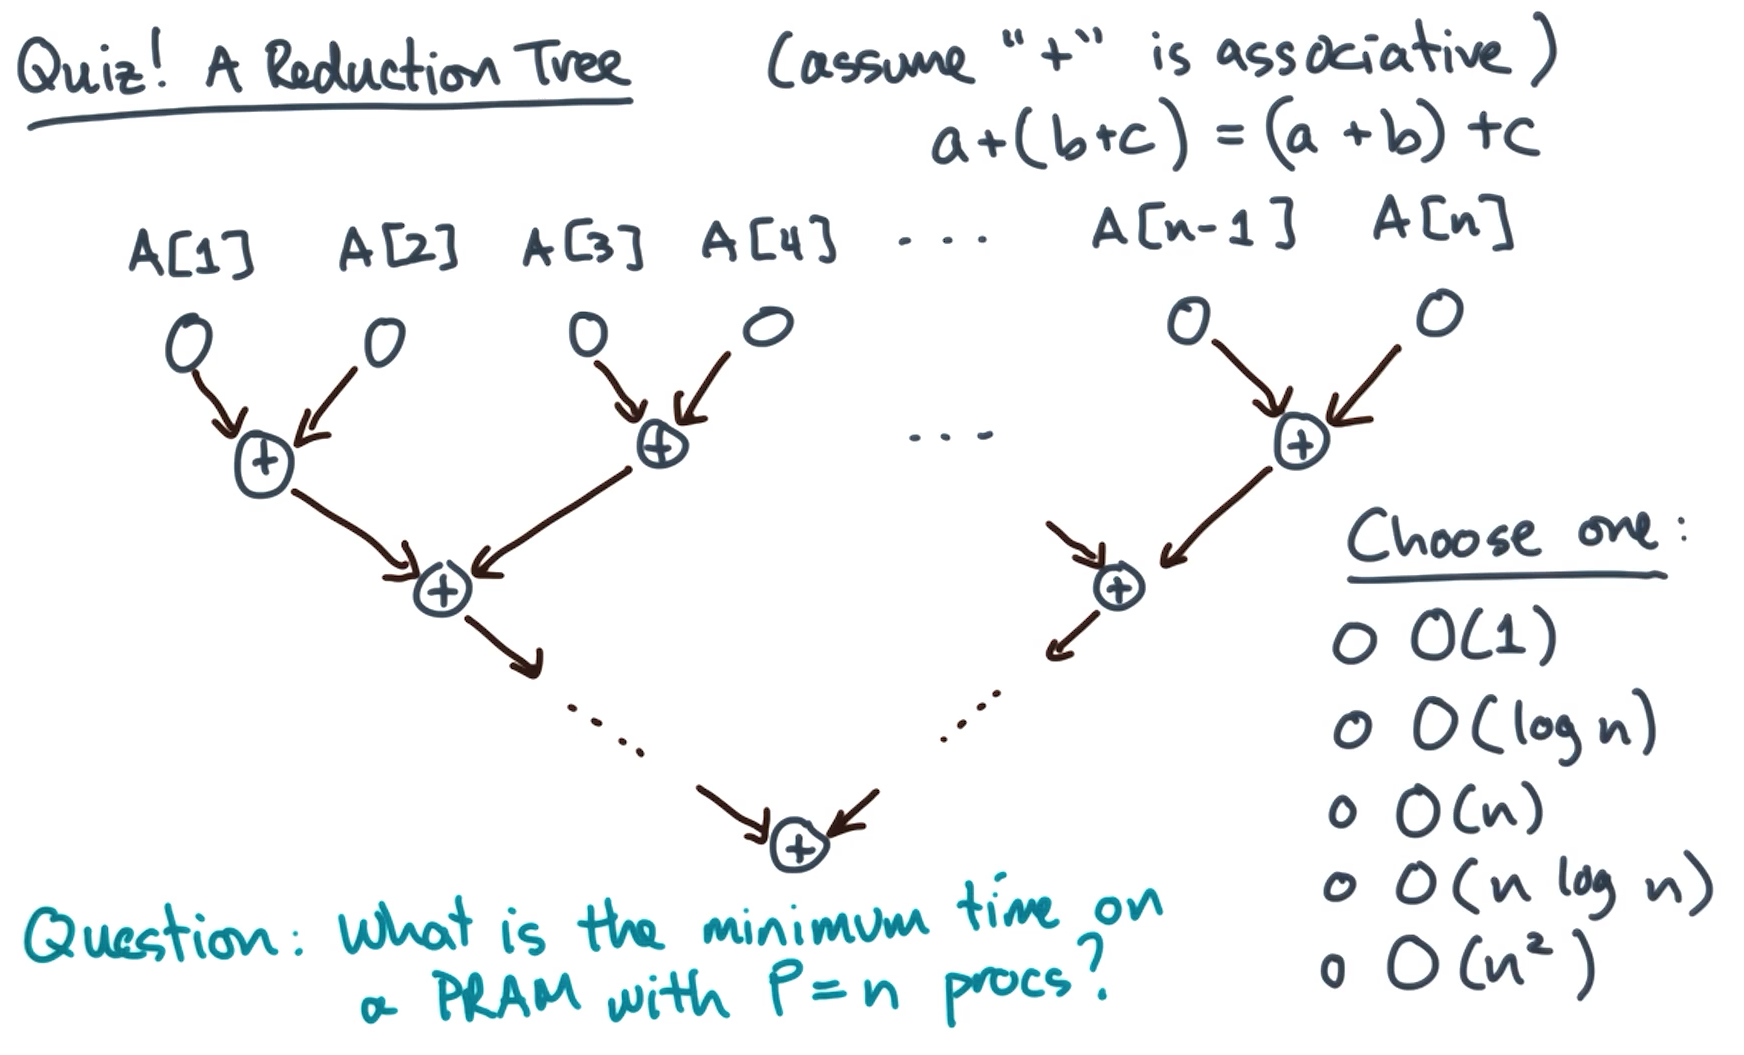 Quiz! A Reduction Tree (assume "+" is associative)
a+(b+c) = (a+b)+c
A[1] A[2] A[3] A[4] ... A[n-1] A[n]
+ + ... +
+ +
+
Choose one:
O(1)
O(log n)
O(n)
O(n log n)
O(n²)
Question: What is the minimum time on
a PRAM with P=n procs?